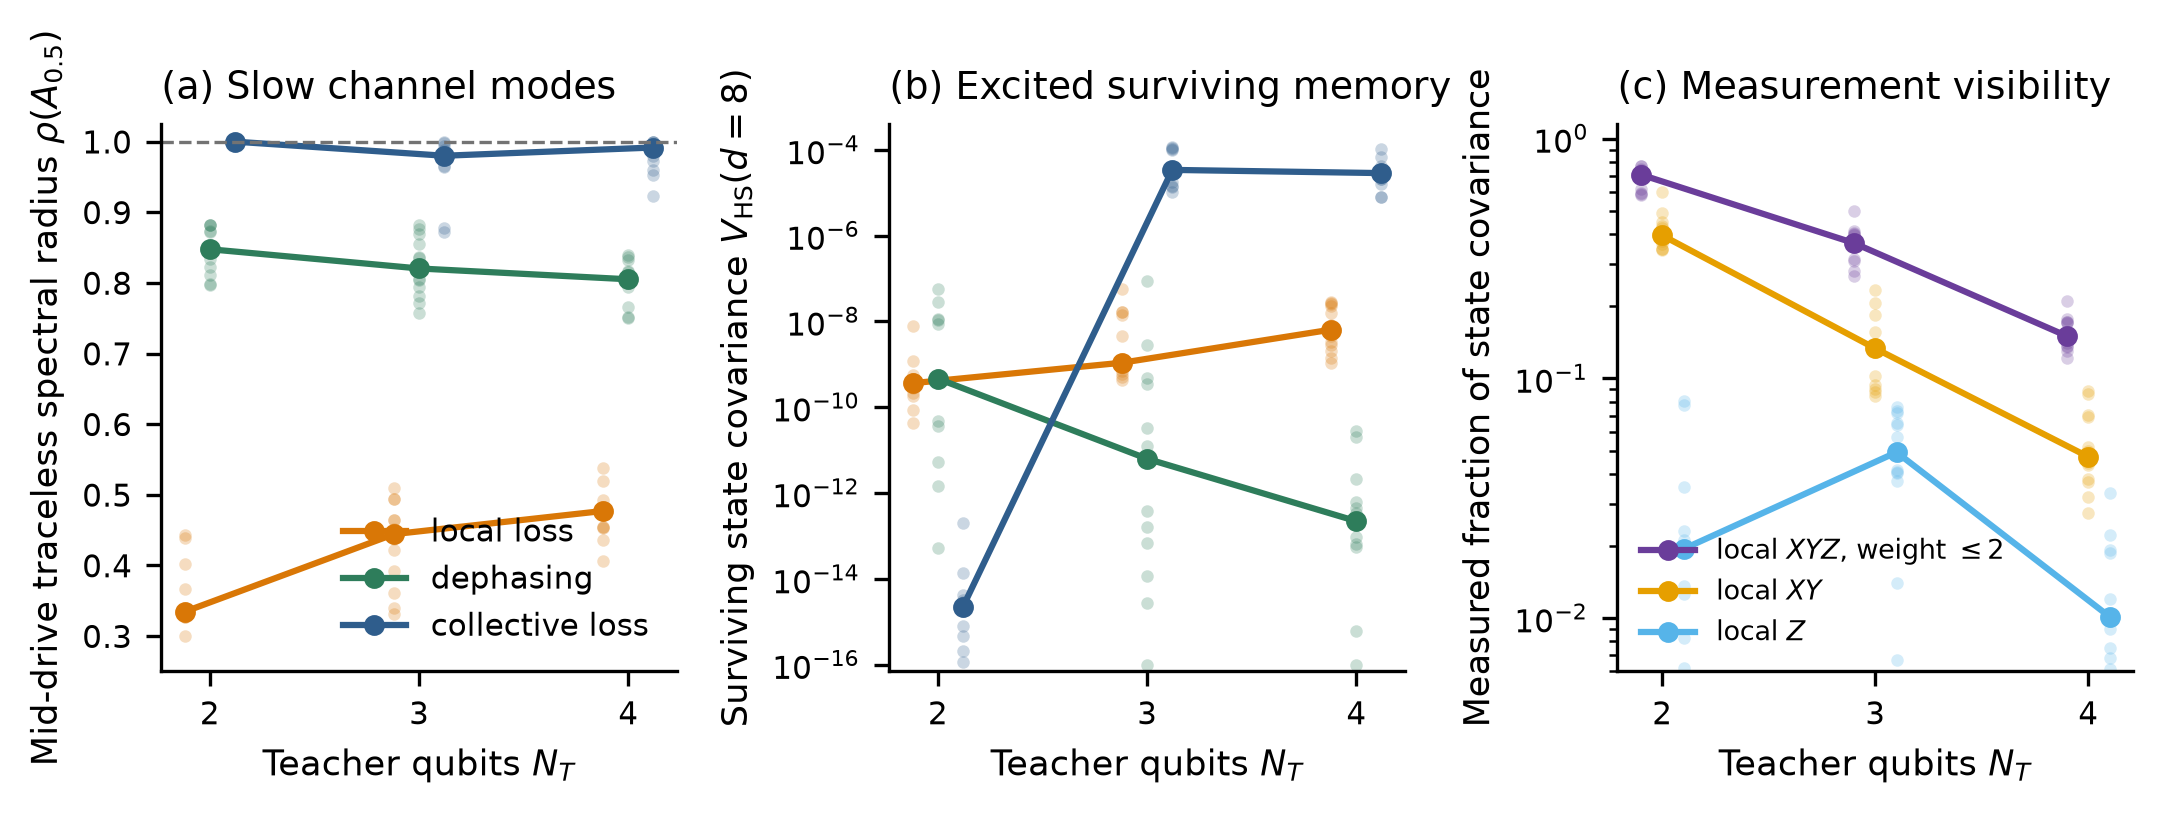 (a) Slow channel modes
Mid-drive traceless spectral radius ρ(A₀.₅)
1.0
0.9
0.8
0.7
0.6
0.5
0.4
0.3
local loss
dephasing
collective loss
2 3 4
Teacher qubits N_T
(b) Excited surviving memory
Surviving state covariance V_HS(d = 8)
10⁻⁴
10⁻⁶
10⁻⁸
10⁻¹⁰
10⁻¹²
10⁻¹⁴
10⁻¹⁶
2 3 4
Teacher qubits N_T
(c) Measurement visibility
Measured fraction of state covariance
10⁰
10⁻¹
10⁻²
local XYZ, weight ≤2
local XY
local Z
2 3 4
Teacher qubits N_T